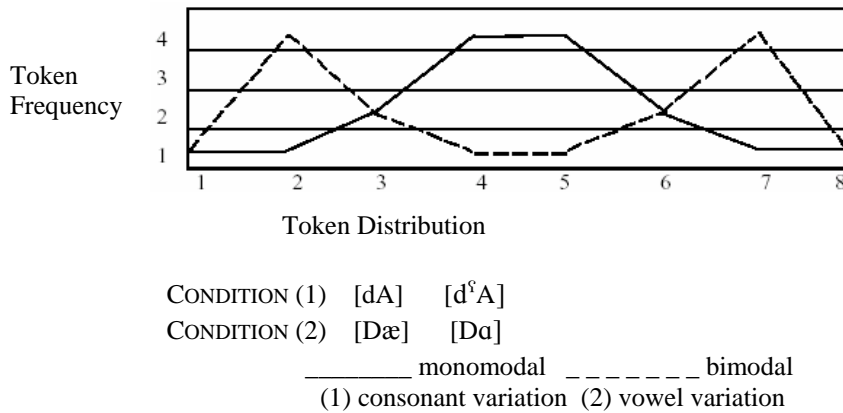 4
Token
3
Frequency
2
1
1 2 3 4 5 6 7 8
Token Distribution
CONDITION (1) [dA] [dˤA]
CONDITION (2) [Dæ] [Dɑ]
________ monomodal _ _ _ _ _ _ _ bimodal
(1) consonant variation (2) vowel variation